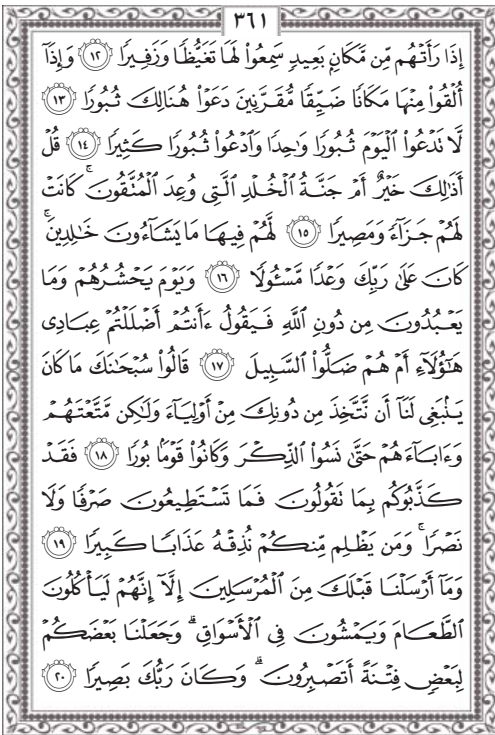 ٣٦١
إِذَا رَأَتْهُم مِّن مَّكَانٍۭ بَعِيدٍ سَمِعُوا۟ لَهَا تَغَيُّظًا وَزَفِيرًا ١٢ وَإِذَآ
أُلْقُوا۟ مِنْهَا مَكَانًا ضَيِّقًا مُّقَرَّنِينَ دَعَوْا۟ هُنَالِكَ ثُبُورًا ١٣
لَّا تَدْعُوا۟ ٱلْيَوْمَ ثُبُورًا وَٰحِدًا وَٱدْعُوا۟ ثُبُورًا كَثِيرًا ١٤ قُلْ
أَذَٰلِكَ خَيْرٌ أَمْ جَنَّةُ ٱلْخُلْدِ ٱلَّتِى وُعِدَ ٱلْمُتَّقُونَ ۚ كَانَتْ
لَهُمْ جَزَآءً وَمَصِيرًا ١٥ لَّهُمْ فِيهَا مَا يَشَآءُونَ خَٰلِدِينَ ۚ
كَانَ عَلَىٰ رَبِّكَ وَعْدًا مَّسْـُٔولًا ١٦ وَيَوْمَ يَحْشُرُهُمْ وَمَا
يَعْبُدُونَ مِن دُونِ ٱللَّهِ فَيَقُولُ ءَأَنتُمْ أَضْلَلْتُمْ عِبَادِى
هَٰٓؤُلَآءِ أَمْ هُمْ ضَلُّوا۟ ٱلسَّبِيلَ ١٧ قَالُوا۟ سُبْحَٰنَكَ مَا كَانَ
يَنۢبَغِى لَنَآ أَن نَّتَّخِذَ مِن دُونِكَ مِنْ أَوْلِيَآءَ وَلَٰكِن مَّتَّعْتَهُمْ
وَءَابَآءَهُمْ حَتَّىٰ نَسُوا۟ ٱلذِّكْرَ وَكَانُوا۟ قَوْمًۢا بُورًا ١٨ فَقَدْ
كَذَّبُوكُم بِمَا تَقُولُونَ فَمَا تَسْتَطِيعُونَ صَرْفًا وَلَا
نَصْرًا ۚ وَمَن يَظْلِم مِّنكُمْ نُذِقْهُ عَذَابًا كَبِيرًا ١٩
وَمَآ أَرْسَلْنَا قَبْلَكَ مِنَ ٱلْمُرْسَلِينَ إِلَّآ إِنَّهُمْ لَيَأْكُلُونَ
ٱلطَّعَامَ وَيَمْشُونَ فِى ٱلْأَسْوَاقِ ۗ وَجَعَلْنَا بَعْضَكُمْ
لِبَعْضٍ فِتْنَةً أَتَصْبِرُونَ ۗ وَكَانَ رَبُّكَ بَصِيرًا ٢٠